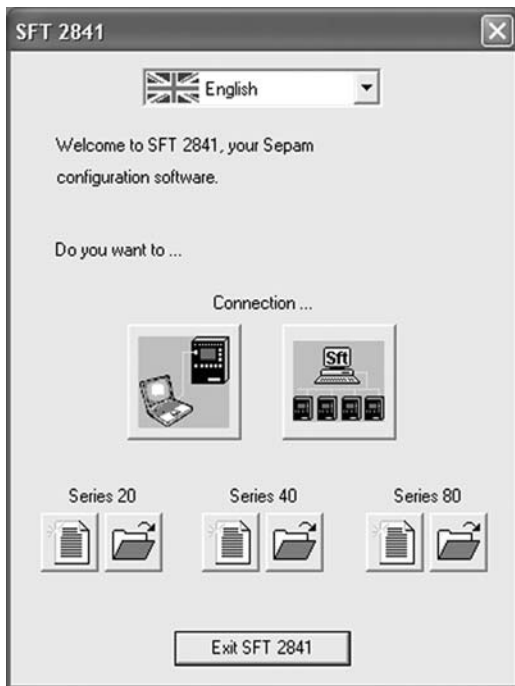 SFT 2841
English
Welcome to SFT 2841, your Sepam
configuration software.
Do you want to ...
Connection ...
Sft
Series 20
Series 40
Series 80
Exit SFT 2841